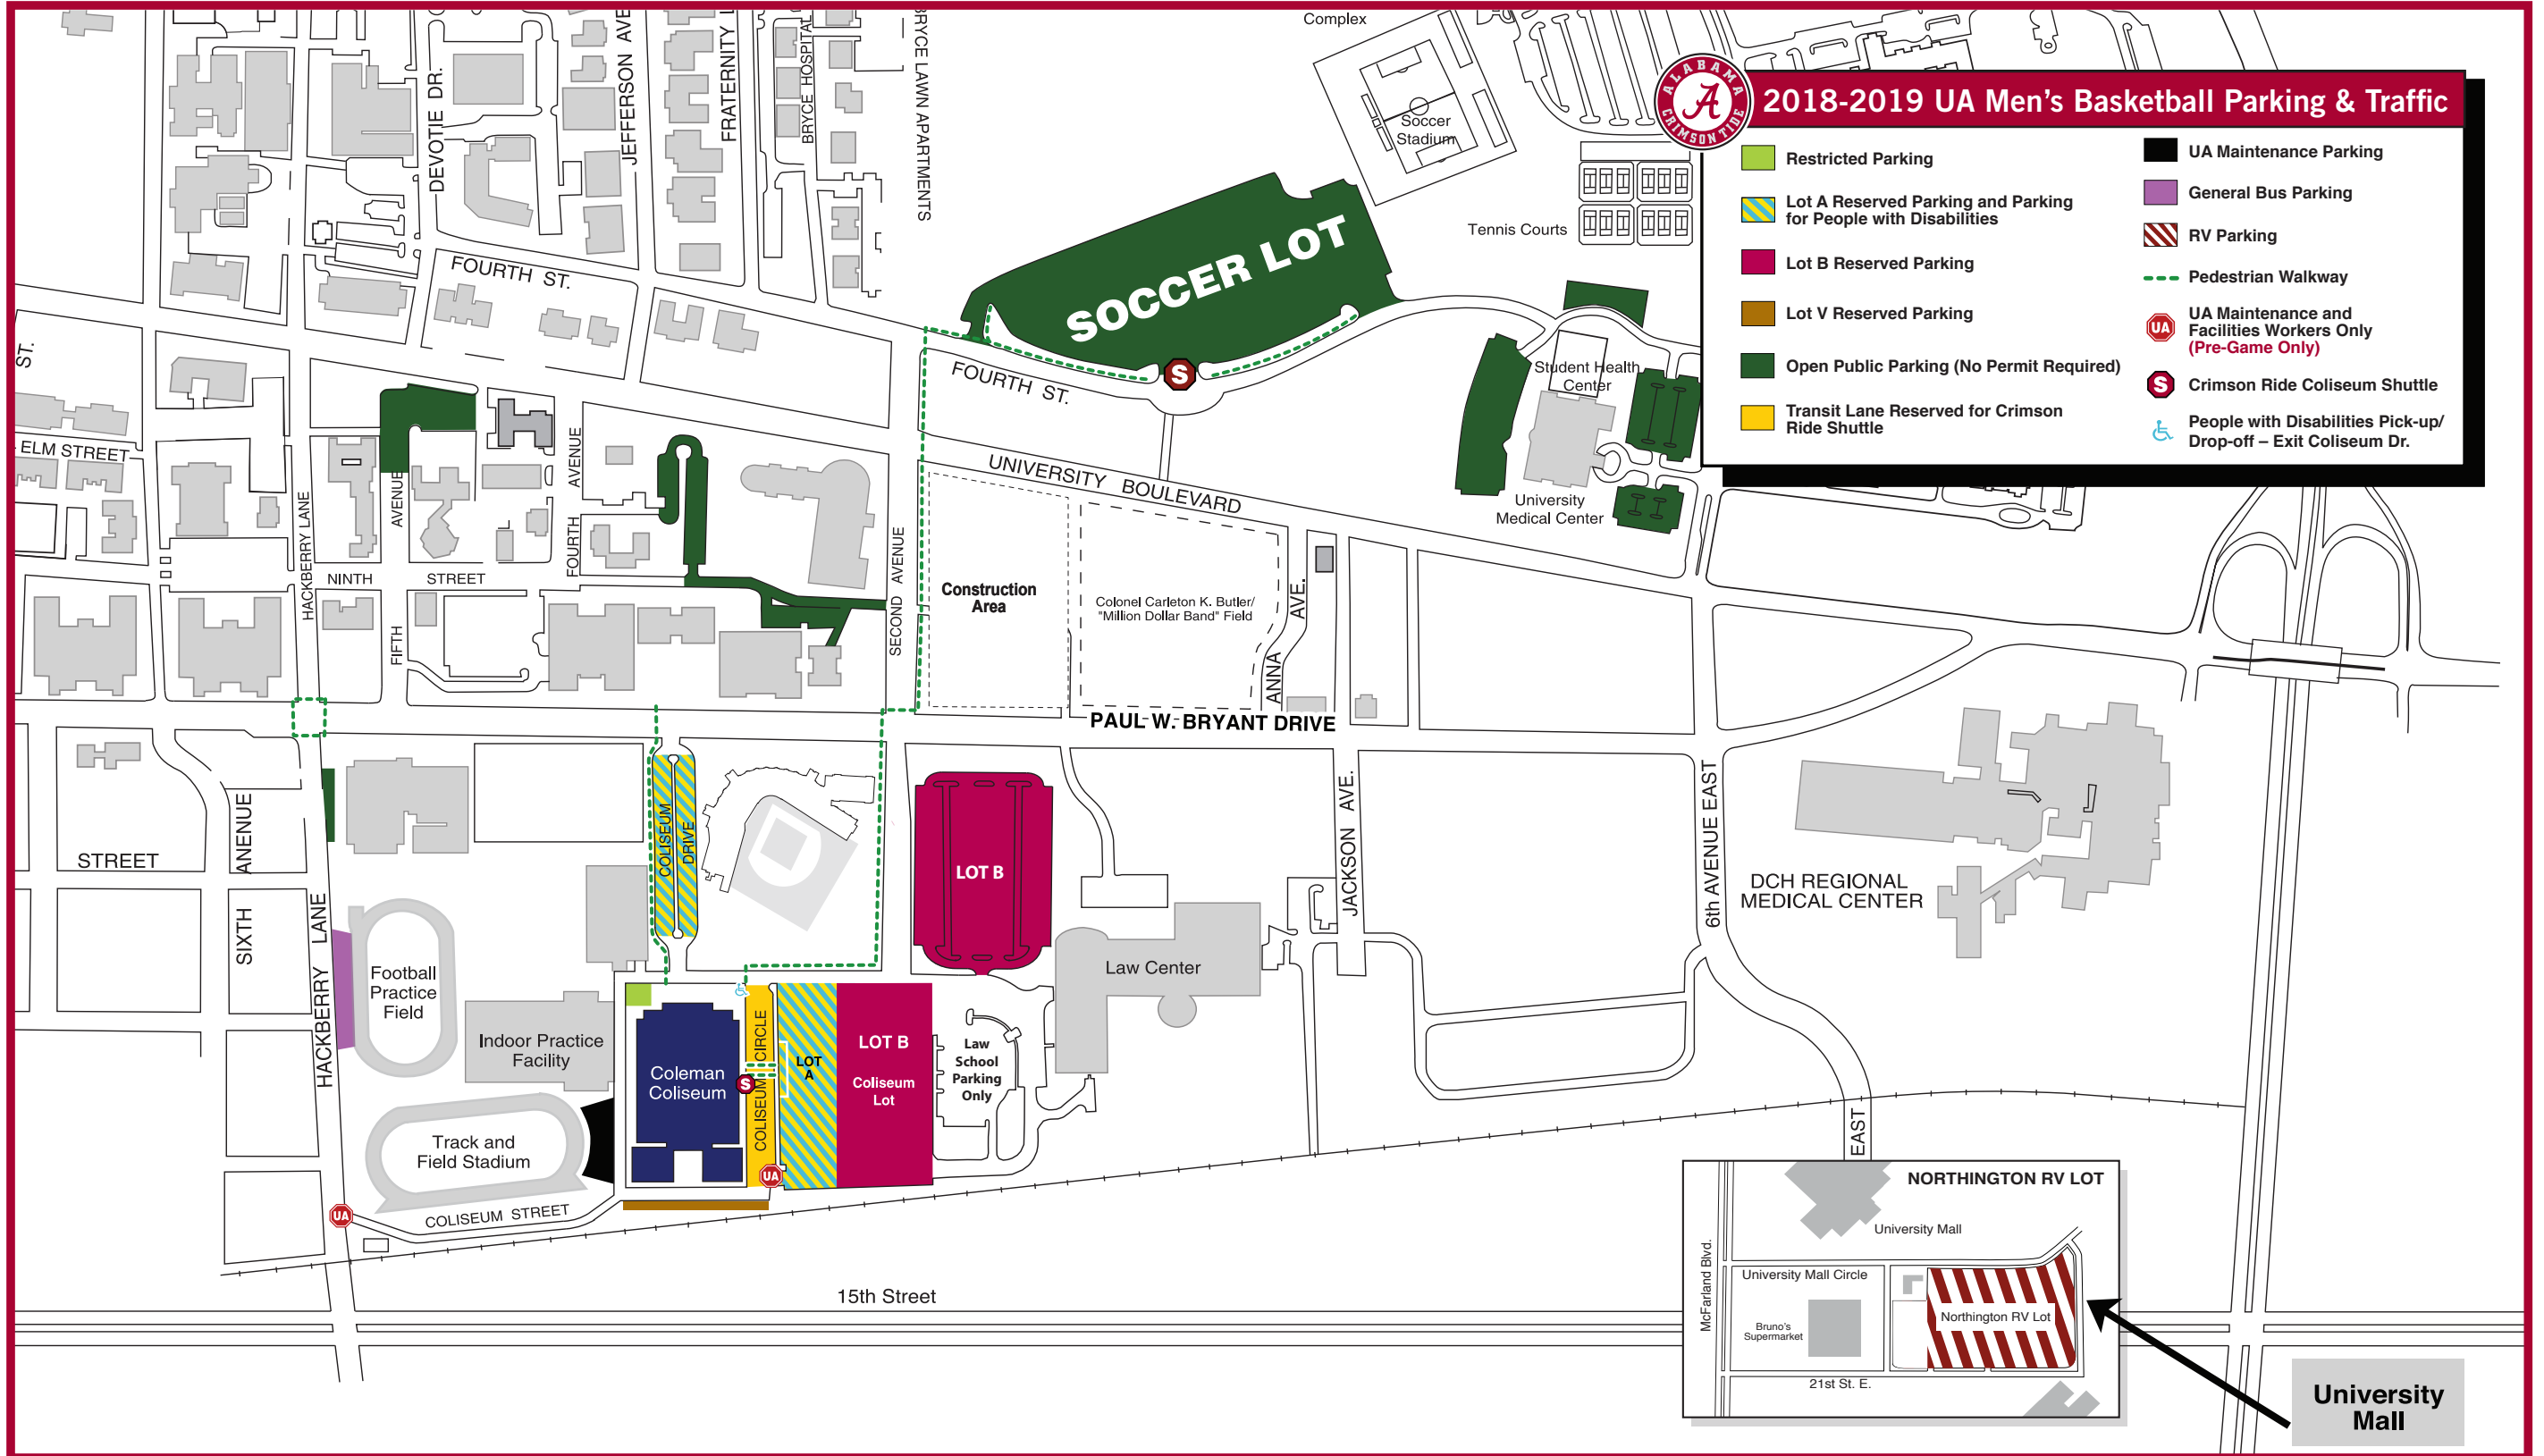 Complex
Soccer
Stadium
Tennis Courts
ALABAMA
A
CRIMSON TIDE
2018-2019 UA Men's Basketball Parking & Traffic
Restricted Parking
Lot A Reserved Parking and Parking
for People with Disabilities
Lot B Reserved Parking
Lot V Reserved Parking
Open Public Parking (No Permit Required)
Transit Lane Reserved for Crimson
Ride Shuttle
UA Maintenance Parking
General Bus Parking
RV Parking
Pedestrian Walkway
UA
UA Maintenance and
Facilities Workers Only
(Pre-Game Only)
S
Crimson Ride Coliseum Shuttle
People with Disabilities Pick-up/
Drop-off – Exit Coliseum Dr.
DEVOTIE DR.
JEFFERSON AVE
FRATERNITY L
BRYCE HOSPITAL
BRYCE LAWN APARTMENTS
FOURTH ST.
SOCCER LOT
S
FOURTH ST.
Student Health
Center
University
Medical Center
ST.
ELM STREET
HACKBERRY LANE
AVENUE
FIFTH
AVENUE
FOURTH
NINTH STREET
SECOND AVENUE
UNIVERSITY BOULEVARD
Construction
Area
Colonel Carleton K. Butler/
"Million Dollar Band" Field
ANNA AVE.
PAUL W. BRYANT DRIVE
STREET
SIXTH ANENUE
HACKBERRY LANE
COLISEUM
DRIVE
LOT B
JACKSON AVE.
6th AVENUE EAST
DCH REGIONAL
MEDICAL CENTER
Law Center
Football
Practice
Field
Indoor Practice
Facility
Coleman
Coliseum
S
COLISEUM CIRCLE
LOT
A
LOT B
Coliseum
Lot
Law
School
Parking
Only
Track and
Field Stadium
UA
UA
COLISEUM STREET
15th Street
EAST
NORTHINGTON RV LOT
University Mall
McFarland Blvd.
University Mall Circle
Bruno's
Supermarket
Northington RV Lot
21st St. E.
University
Mall